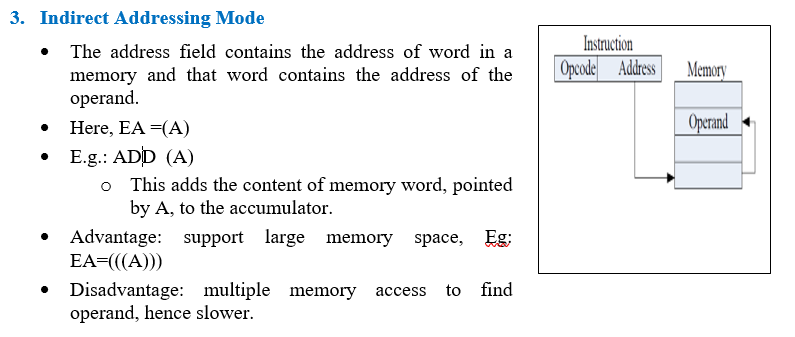 3. Indirect Addressing Mode
• The address field contains the address of word in a
memory and that word contains the address of the
operand.
• Here, EA =(A)
• E.g.: ADD (A)
o This adds the content of memory word, pointed
by A, to the accumulator.
• Advantage: support large memory space, Eg:
EA=(((A)))
• Disadvantage: multiple memory access to find
operand, hence slower.
Instruction
Opcode Address
Memory
Operand